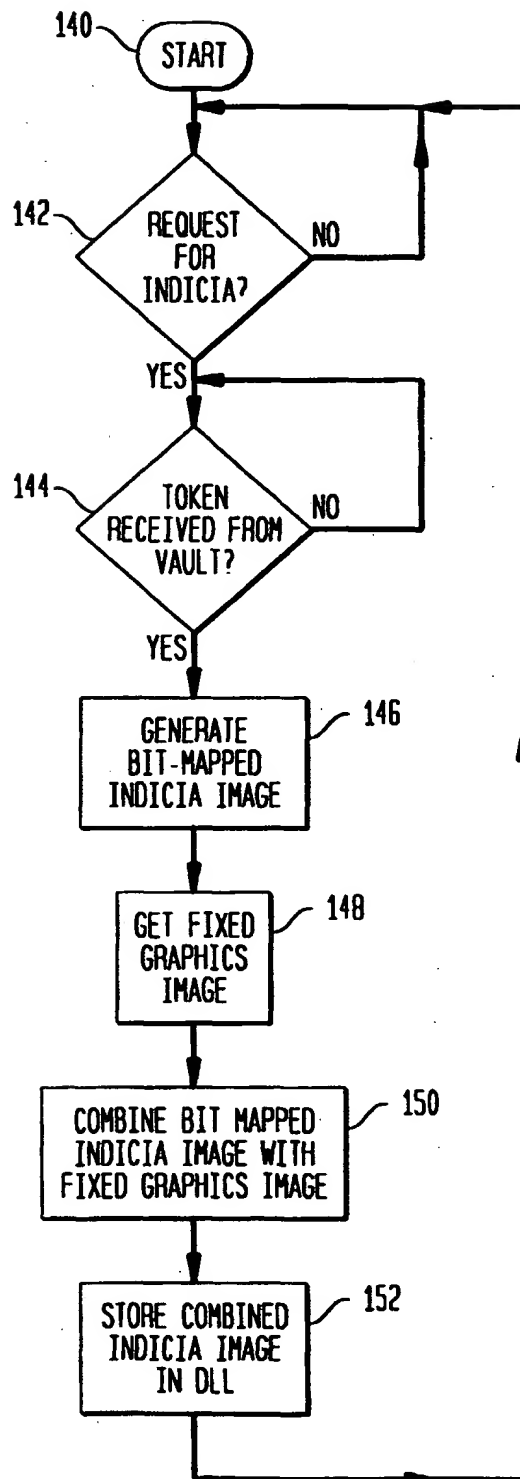 140
START
142
REQUEST
FOR
INDICIA?
NO
YES
144
TOKEN
RECEIVED FROM
VAULT?
NO
YES
146
GENERATE
BIT-MAPPED
INDICIA IMAGE
148
GET FIXED
GRAPHICS
IMAGE
150
COMBINE BIT MAPPED
INDICIA IMAGE WITH
FIXED GRAPHICS IMAGE
152
STORE COMBINED
INDICIA IMAGE
IN DLL